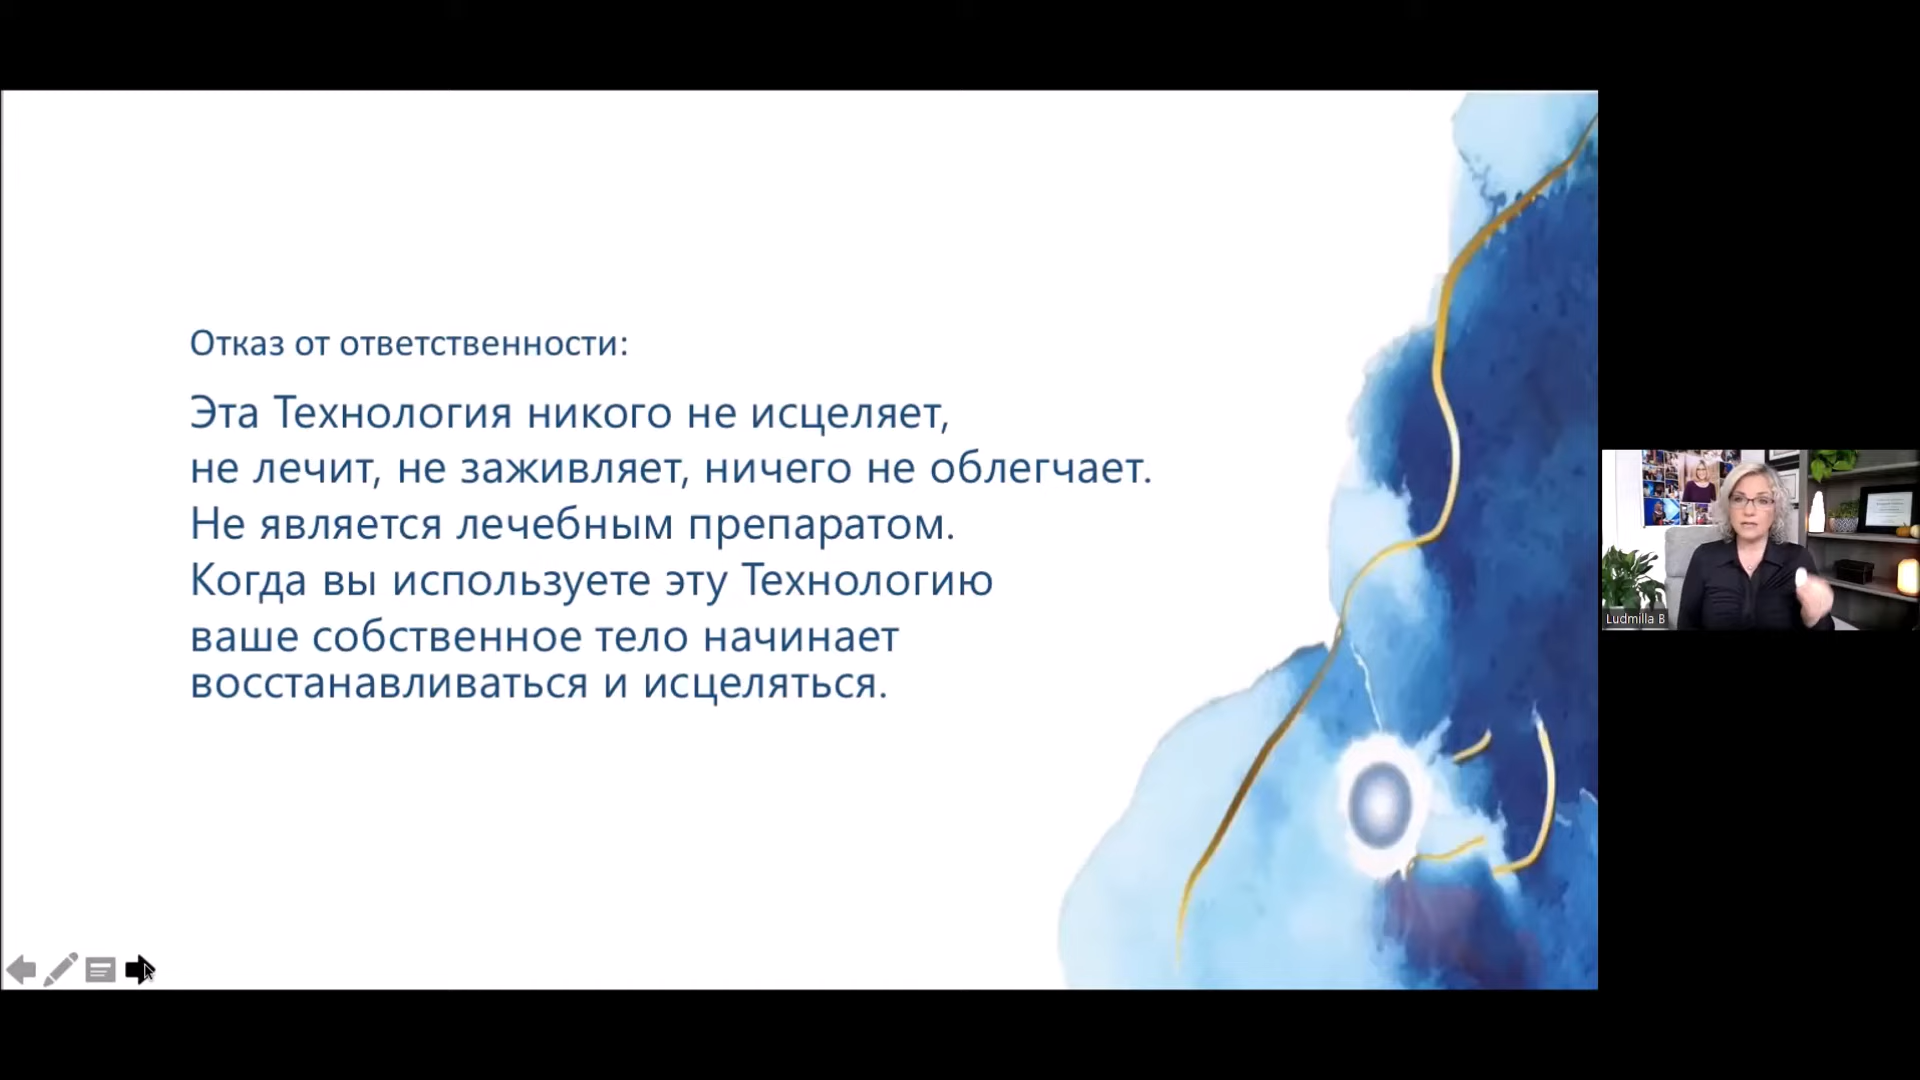 Отказ от ответственности:
Эта Технология никого не исцеляет,
не лечит, не заживляет, ничего не облегчает.
Не является лечебным препаратом.
Когда вы используете эту Технологию
ваше собственное тело начинает
восстанавливаться и исцеляться.
Ludmilla B